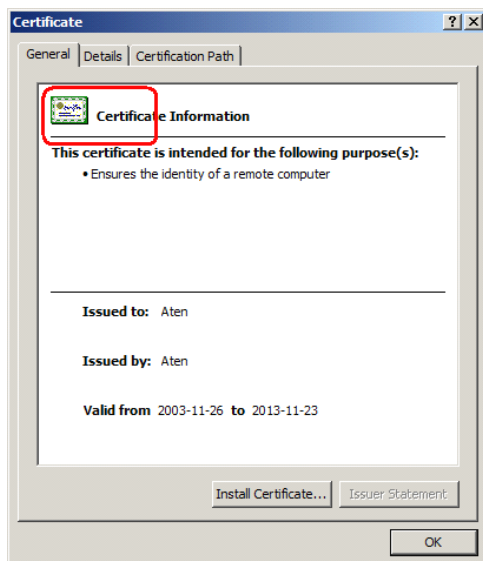 Certificate
General Details Certification Path
Certificate Information
This certificate is intended for the following purpose(s):
• Ensures the identity of a remote computer
Issued to: Aten
Issued by: Aten
Valid from 2003-11-26 to 2013-11-23
Install Certificate... Issuer Statement
OK